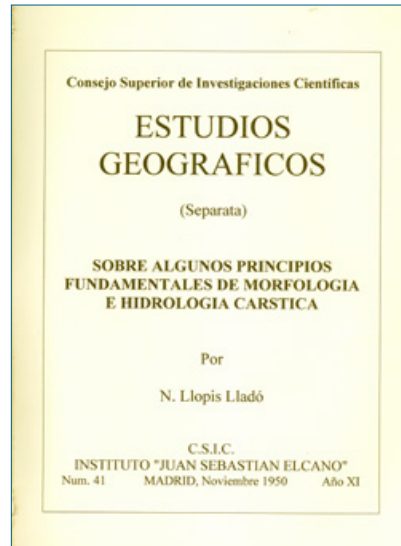 Consejo Superior de Investigaciones Científicas
ESTUDIOS
GEOGRAFICOS
(Separata)
SOBRE ALGUNOS PRINCIPIOS
FUNDAMENTALES DE MORFOLOGIA
E HIDROLOGIA CARSTICA
Por
N. Llopis Lladó
C.S.I.C.
INSTITUTO "JUAN SEBASTIAN ELCANO"
Num. 41 MADRID, Noviembre 1950 Año XI